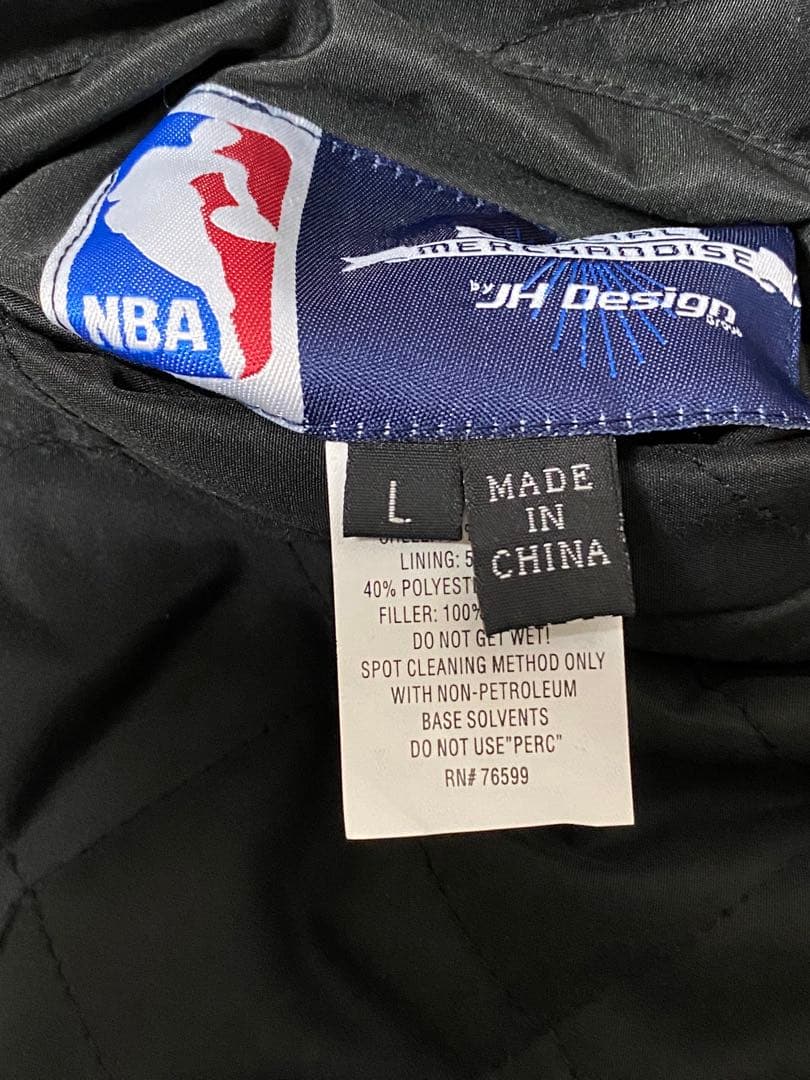 NBA
MERCHANDISE
by JH Design
group
L
MADE
IN
CHINA
LINING: 5
40% POLYEST
FILLER: 100%
DO NOT GET WET!
SPOT CLEANING METHOD ONLY
WITH NON-PETROLEUM
BASE SOLVENTS
DO NOT USE"PERC"
RN# 76599